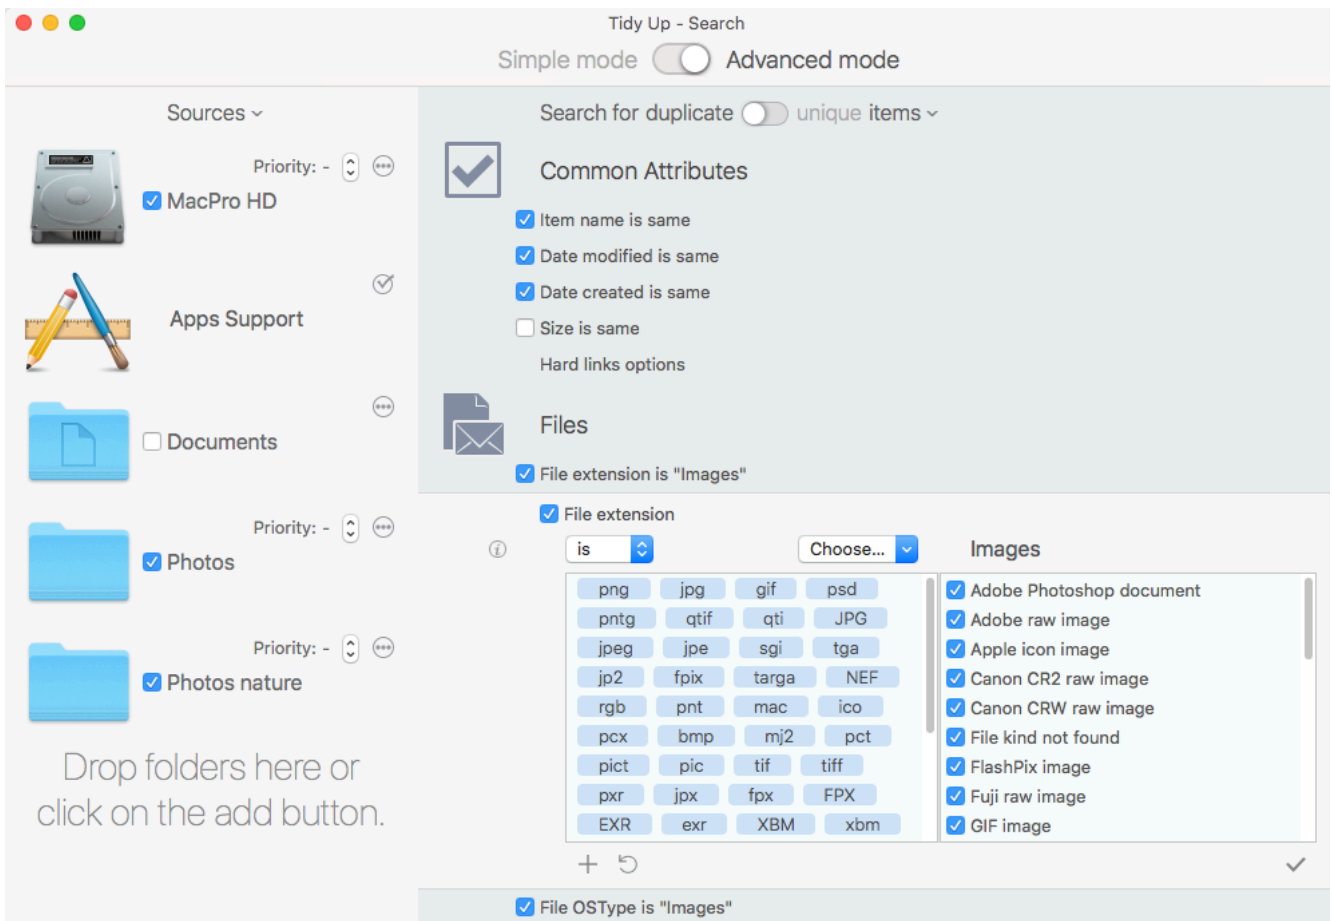 Tidy Up - Search
Simple mode Advanced mode
Sources
Priority: -
MacPro HD
Apps Support
Documents
Priority: -
Photos
Priority: -
Photos nature
Drop folders here or
click on the add button.
Search for duplicate unique items
Common Attributes
Item name is same
Date modified is same
Date created is same
Size is same
Hard links options
Files
File extension is "Images"
File extension
is Choose... Images
png jpg gif psd
pntg qtif qti JPG
jpeg jpe sgi tga
jp2 fpix targa NEF
rgb pnt mac ico
pcx bmp mj2 pct
pict pic tif tiff
pxr jpx fpx FPX
EXR exr XBM xbm
Adobe Photoshop document
Adobe raw image
Apple icon image
Canon CR2 raw image
Canon CRW raw image
File kind not found
FlashPix image
Fuji raw image
GIF image
File OSType is "Images"